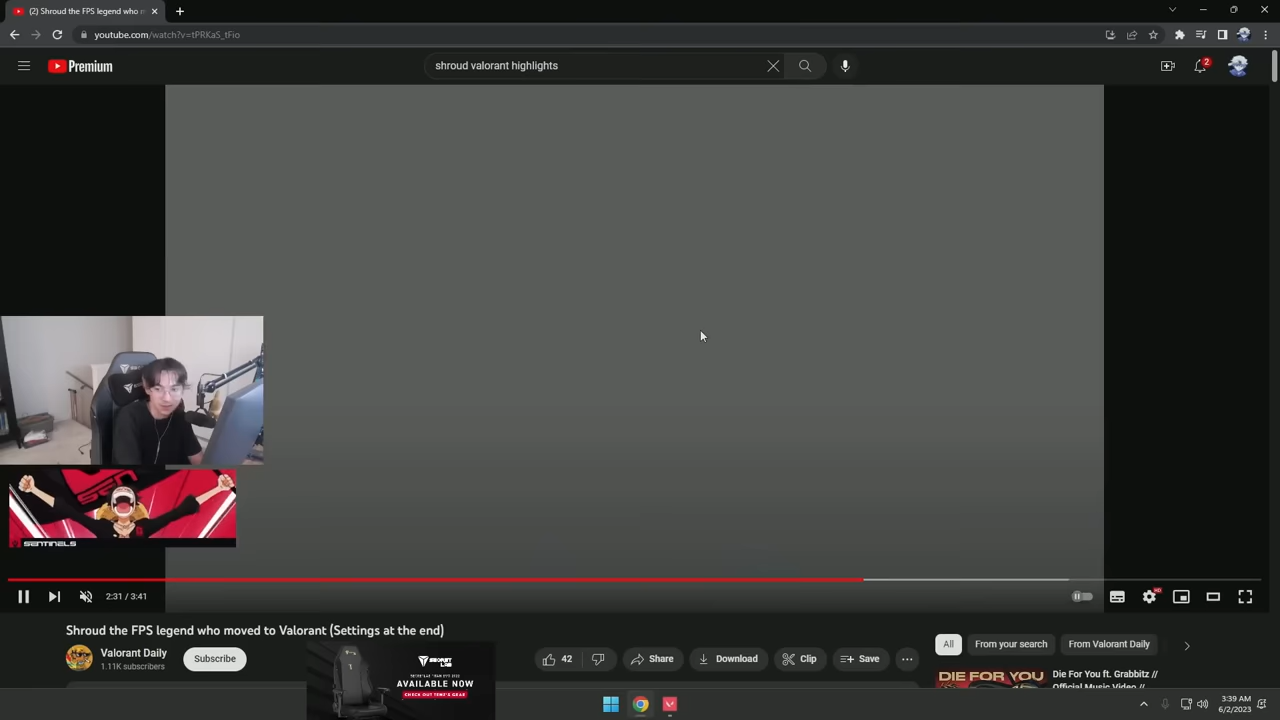 (2) Shroud the FPS legend who m
youtube.com/watch?v=tPRKaS_tFio
Premium
shroud valorant highlights
2
SENTINELS
2:31 / 3:41
HD
Shroud the FPS legend who moved to Valorant (Settings at the end)
Valorant Daily
1.11K subscribers
Subscribe
SECRET LAB
AVAILABLE NOW
42
Share
Download
Clip
Save
All
From your search
From Valorant Daily
DIE FOR YOU
Die For You ft. Grabbitz //
Official Music Video //
3:39 AM
6/2/2023